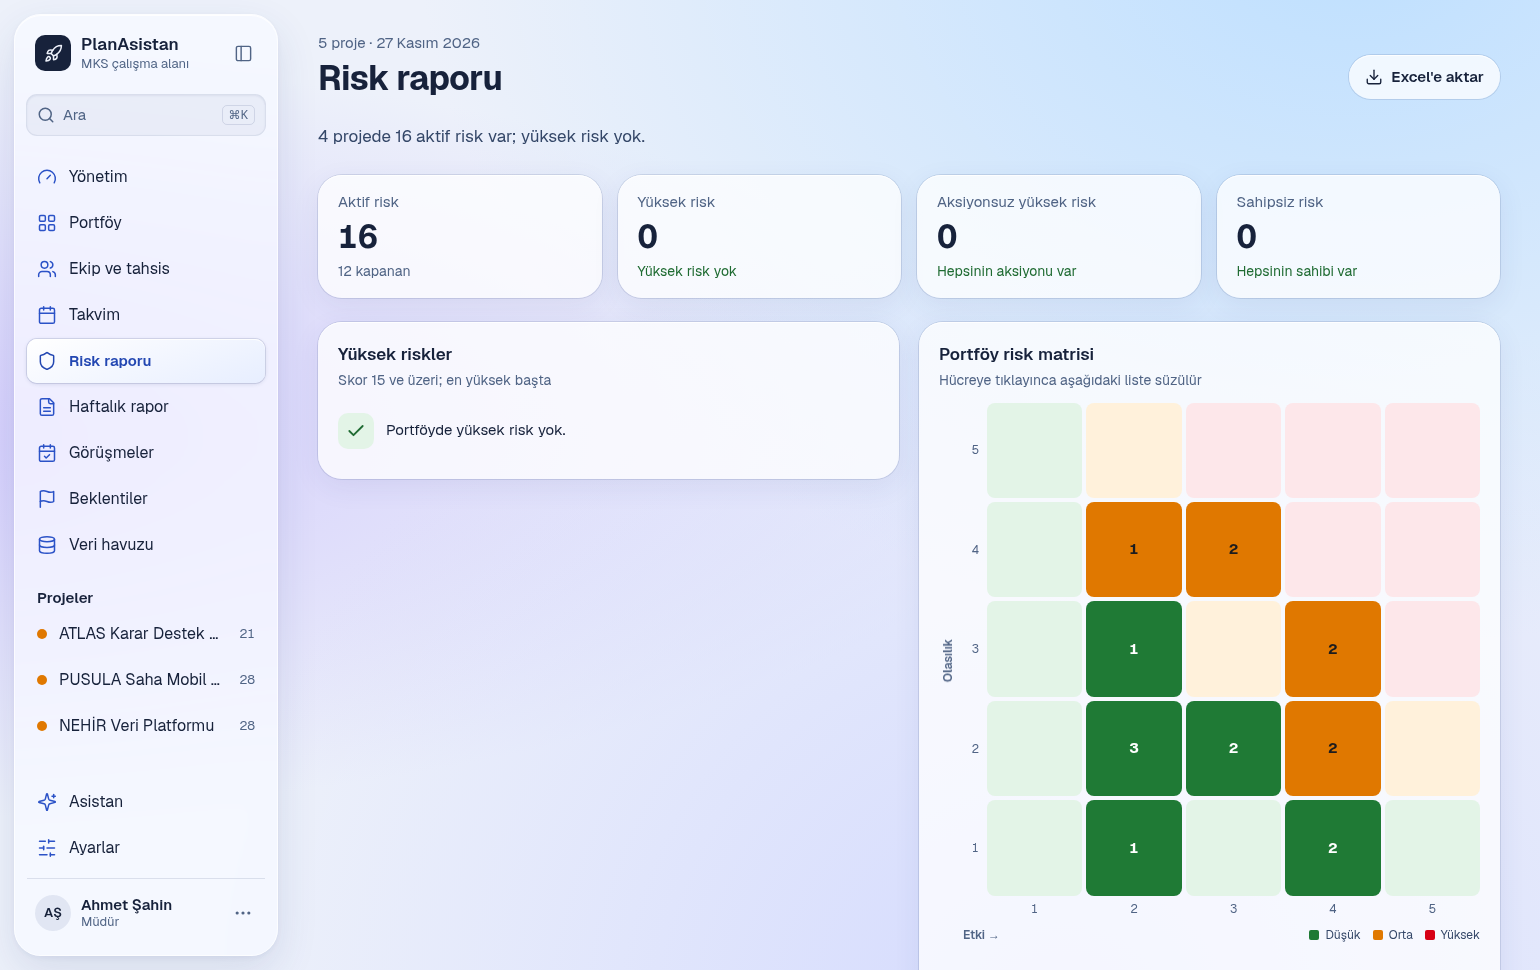 PlanAsistan
MKS çalışma alanı
Ara
⌘K
Yönetim
Portföy
Ekip ve tahsis
Takvim
Risk raporu
Haftalık rapor
Görüşmeler
Beklentiler
Veri havuzu
Projeler
ATLAS Karar Destek ... 21
PUSULA Saha Mobil ... 28
NEHİR Veri Platformu 28
Asistan
Ayarlar
AŞ
Ahmet Şahin
Müdür
5 proje · 27 Kasım 2026
Risk raporu
Excel'e aktar
4 projede 16 aktif risk var; yüksek risk yok.
Aktif risk
16
12 kapanan
Yüksek risk
0
Yüksek risk yok
Aksiyonsuz yüksek risk
0
Hepsinin aksiyonu var
Sahipsiz risk
0
Hepsinin sahibi var
Yüksek riskler
Skor 15 ve üzeri; en yüksek başta
Portföyde yüksek risk yok.
Portföy risk matrisi
Hücreye tıklayınca aşağıdaki liste süzülür
Olasılık
5
4 1 2
3 1 2
2 3 2 2
1 1 2
1 2 3 4 5
Etki →
Düşük Orta Yüksek